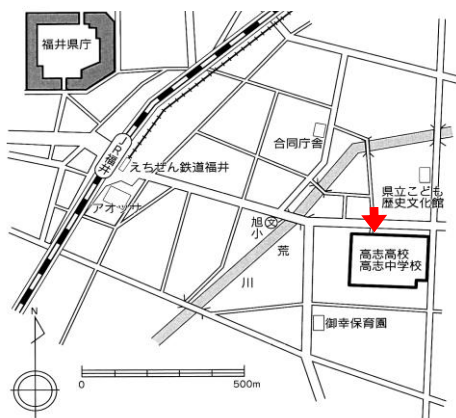 福井県庁
JR福井
えちぜん鉄道福井
アオッサ
合同庁舎
県立こども
歴史文化館
旭
小
文
荒
川
高志高校
高志中学校
御幸保育園
N
0
500m